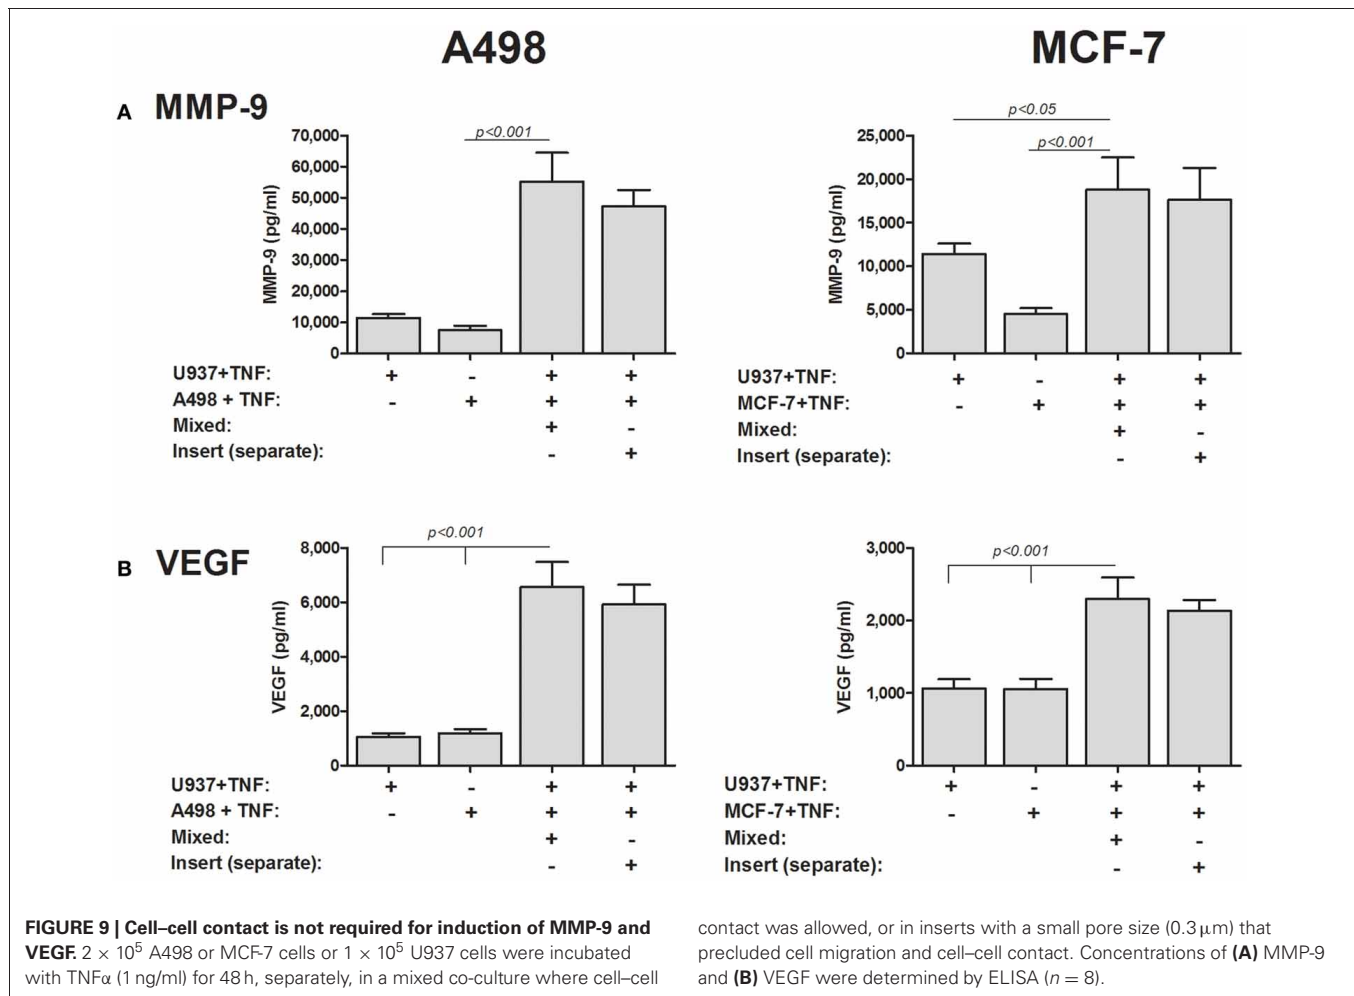 A498
MCF-7
A MMP-9
p<0.001
70,000
60,000
50,000
40,000
30,000
20,000
10,000
0
MMP-9 (pg/ml)
U937+TNF: + - + +
A498 + TNF: - + + +
Mixed: + -
Insert (separate): - +
p<0.05
p<0.001
25,000
20,000
15,000
10,000
5,000
0
MMP-9 (pg/ml)
U937+TNF: + - + +
MCF-7+TNF: - + + +
Mixed: + -
Insert (separate): - +
B VEGF
p<0.001
8,000
6,000
4,000
2,000
0
VEGF (pg/ml)
U937+TNF: + - + +
A498 + TNF: - + + +
Mixed: + -
Insert (separate): - +
p<0.001
3,000
2,000
1,000
0
VEGF (pg/ml)
U937+TNF: + - + +
MCF-7+TNF: - + + +
Mixed: + -
Insert (separate): - +
FIGURE 9 | Cell–cell contact is not required for induction of MMP-9 and
VEGF. 2 × 10⁵ A498 or MCF-7 cells or 1 × 10⁵ U937 cells were incubated
with TNFα (1 ng/ml) for 48 h, separately, in a mixed co-culture where cell–cell
contact was allowed, or in inserts with a small pore size (0.3 μm) that
precluded cell migration and cell–cell contact. Concentrations of (A) MMP-9
and (B) VEGF were determined by ELISA (n = 8).